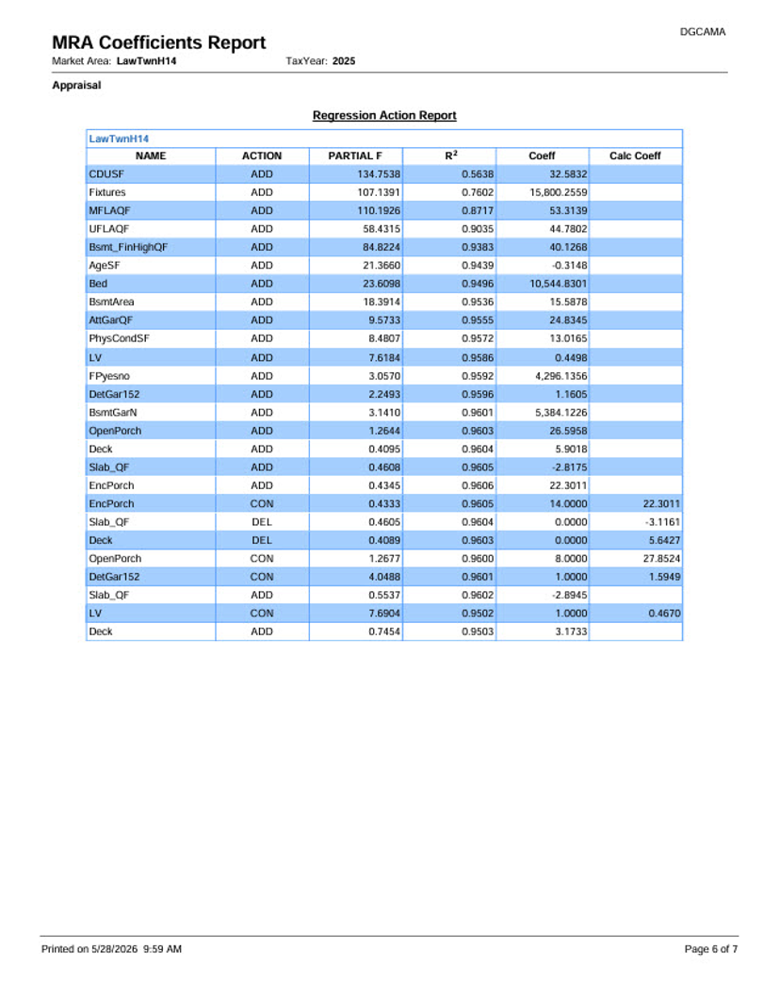 DGCAMA
MRA Coefficients Report
Market Area: LawTwnH14 TaxYear: 2025
Appraisal
Regression Action Report
LawTwnH14
NAME ACTION PARTIAL F R² Coeff Calc Coeff
CDUSF ADD 134.7538 0.5638 32.5832
Fixtures ADD 107.1391 0.7602 15,800.2559
MFLAQF ADD 110.1926 0.8717 53.3139
UFLAQF ADD 58.4315 0.9035 44.7802
Bsmt_FinHighQF ADD 84.8224 0.9383 40.1268
AgeSF ADD 21.3660 0.9439 -0.3148
Bed ADD 23.6098 0.9496 10,544.8301
BsmtArea ADD 18.3914 0.9536 15.5878
AttGarQF ADD 9.5733 0.9555 24.8345
PhysCondSF ADD 8.4807 0.9572 13.0165
LV ADD 7.6184 0.9586 0.4498
FPyesno ADD 3.0570 0.9592 4,296.1356
DetGar152 ADD 2.2493 0.9596 1.1605
BsmtGarN ADD 3.1410 0.9601 5,384.1226
OpenPorch ADD 1.2644 0.9603 26.5958
Deck ADD 0.4095 0.9604 5.9018
Slab_QF ADD 0.4608 0.9605 -2.8175
EncPorch ADD 0.4345 0.9606 22.3011
EncPorch CON 0.4333 0.9605 14.0000 22.3011
Slab_QF DEL 0.4605 0.9604 0.0000 -3.1161
Deck DEL 0.4089 0.9603 0.0000 5.6427
OpenPorch CON 1.2677 0.9600 8.0000 27.8524
DetGar152 CON 4.0488 0.9601 1.0000 1.5949
Slab_QF ADD 0.5537 0.9602 -2.8945
LV CON 7.6904 0.9502 1.0000 0.4670
Deck ADD 0.7454 0.9503 3.1733
Printed on 5/28/2026 9:59 AM Page 6 of 7